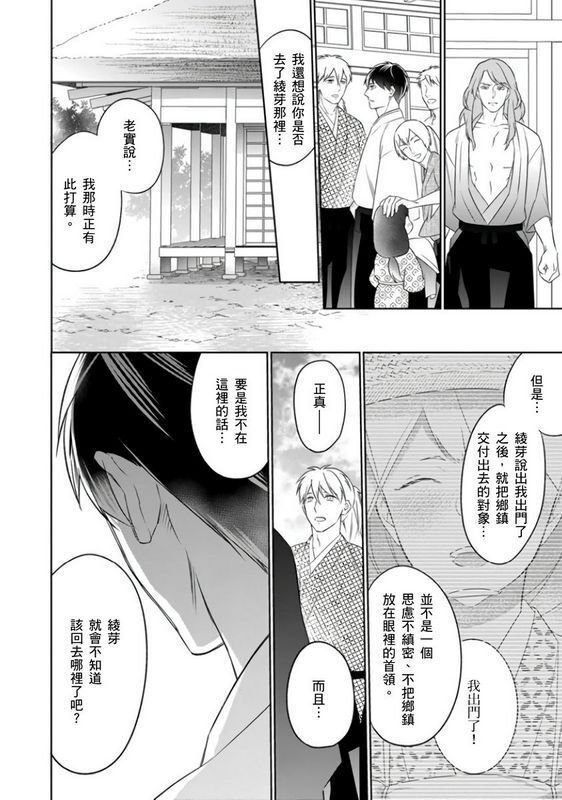 我還想說你是否
去了綾芽那裡…
老實說…
我那時正有
此打算。
但是…
綾芽說出我出門了
之後，就把鄉鎮
交付出去的對象…
並不是一個
思慮不縝密、不把鄉鎮
放在眼裡的首領。
我出門了！
正真——
而且…
要是我不在
這裡的話…
綾芽
就會不知道
該回去哪裡了吧？